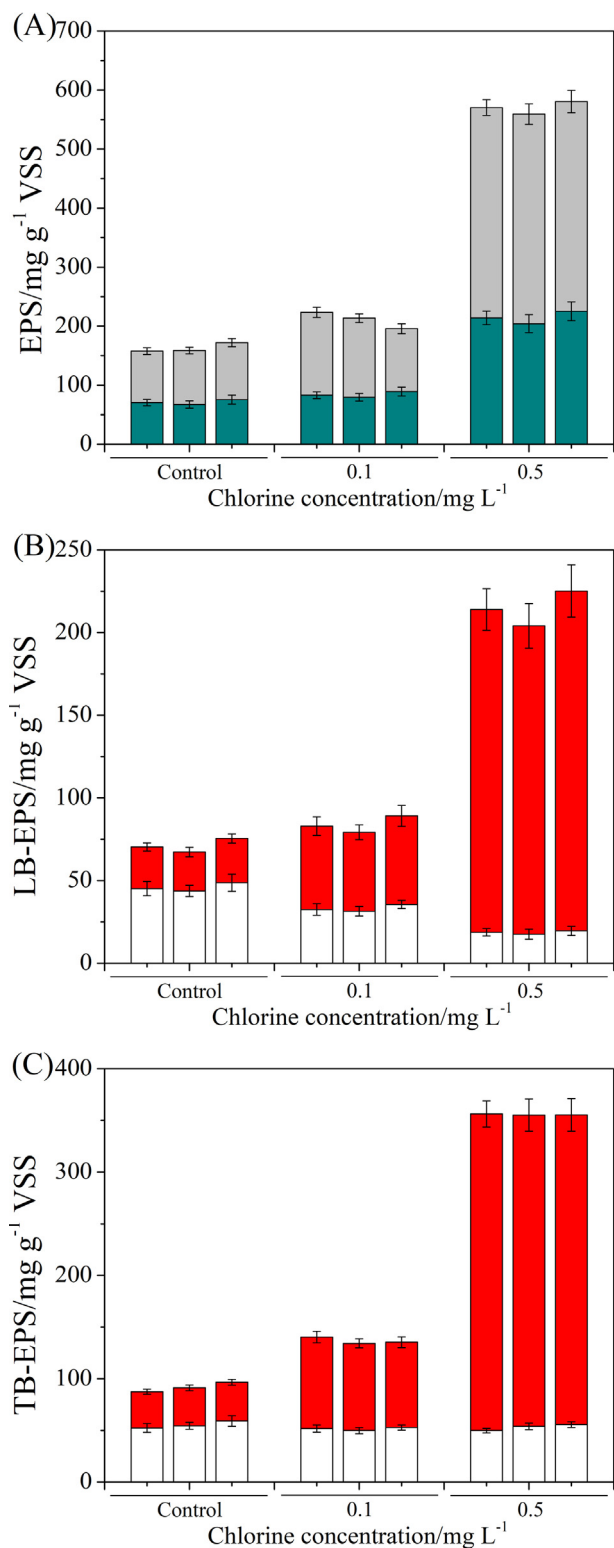 (A)
700
600
500
400
300
200
100
0
EPS/mg g⁻¹ VSS
Control 0.1 0.5
Chlorine concentration/mg L⁻¹
(B)
250
200
150
100
50
0
LB-EPS/mg g⁻¹ VSS
Control 0.1 0.5
Chlorine concentration/mg L⁻¹
(C)
400
300
200
100
0
TB-EPS/mg g⁻¹ VSS
Control 0.1 0.5
Chlorine concentration/mg L⁻¹